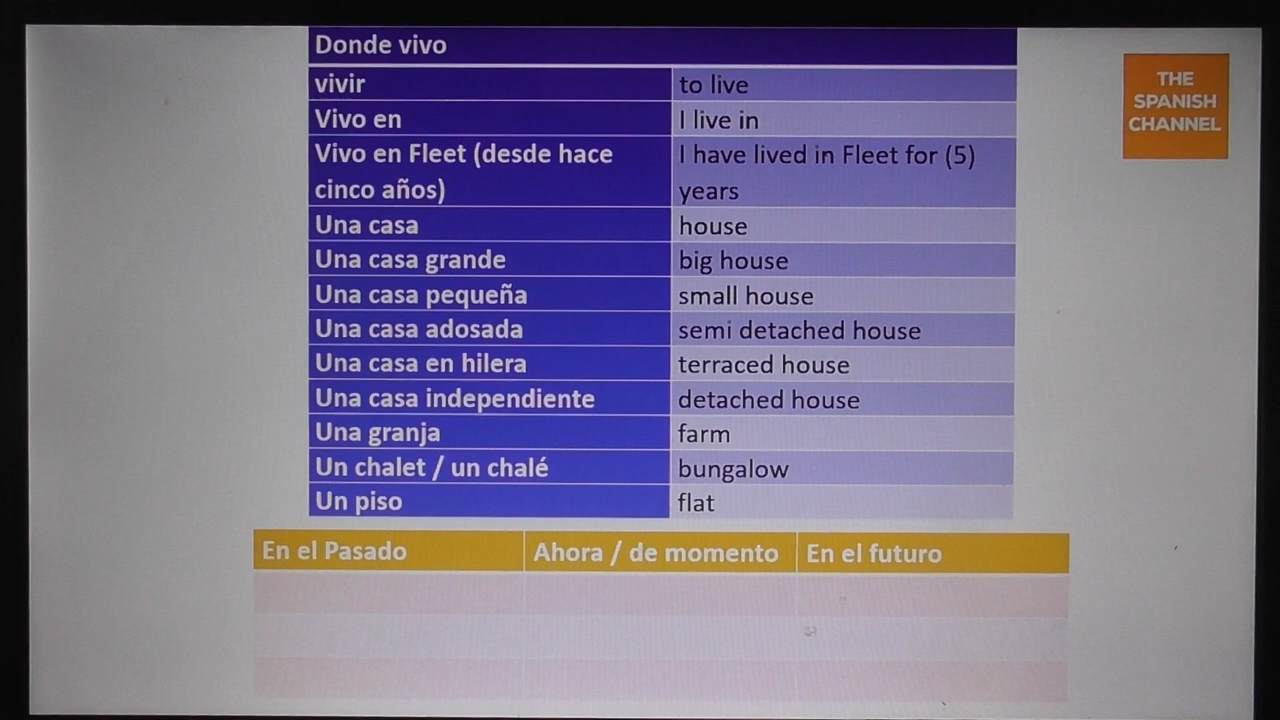 Donde vivo
vivir to live
Vivo en I live in
Vivo en Fleet (desde hace I have lived in Fleet for (5)
cinco años) years
Una casa house
Una casa grande big house
Una casa pequeña small house
Una casa adosada semi detached house
Una casa en hilera terraced house
Una casa independiente detached house
Una granja farm
Un chalet / un chalé bungalow
Un piso flat
En el Pasado Ahora / de momento En el futuro
THE
SPANISH
CHANNEL